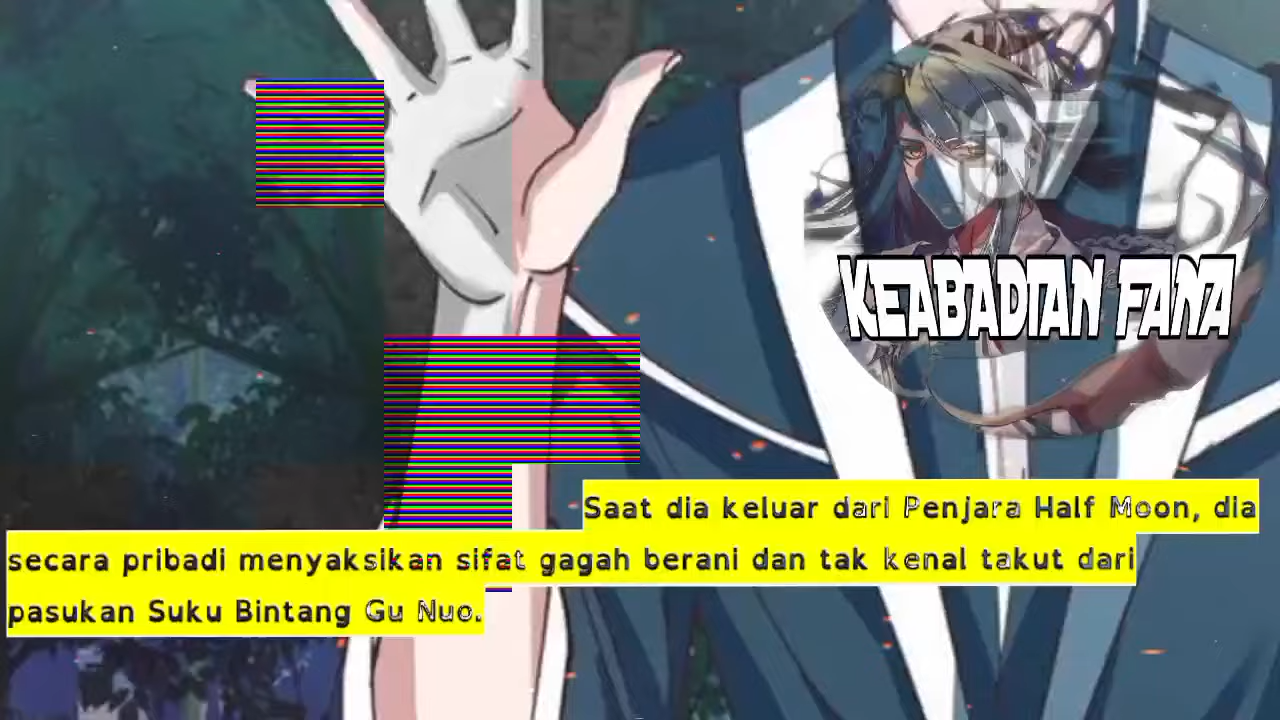 37
KEABADIAN FANA
Saat dia keluar dari Penjara Half Moon, dia
secara pribadi menyaksikan sifat gagah berani dan tak kenal takut dari
pasukan Suku Bintang Gu Nuo.